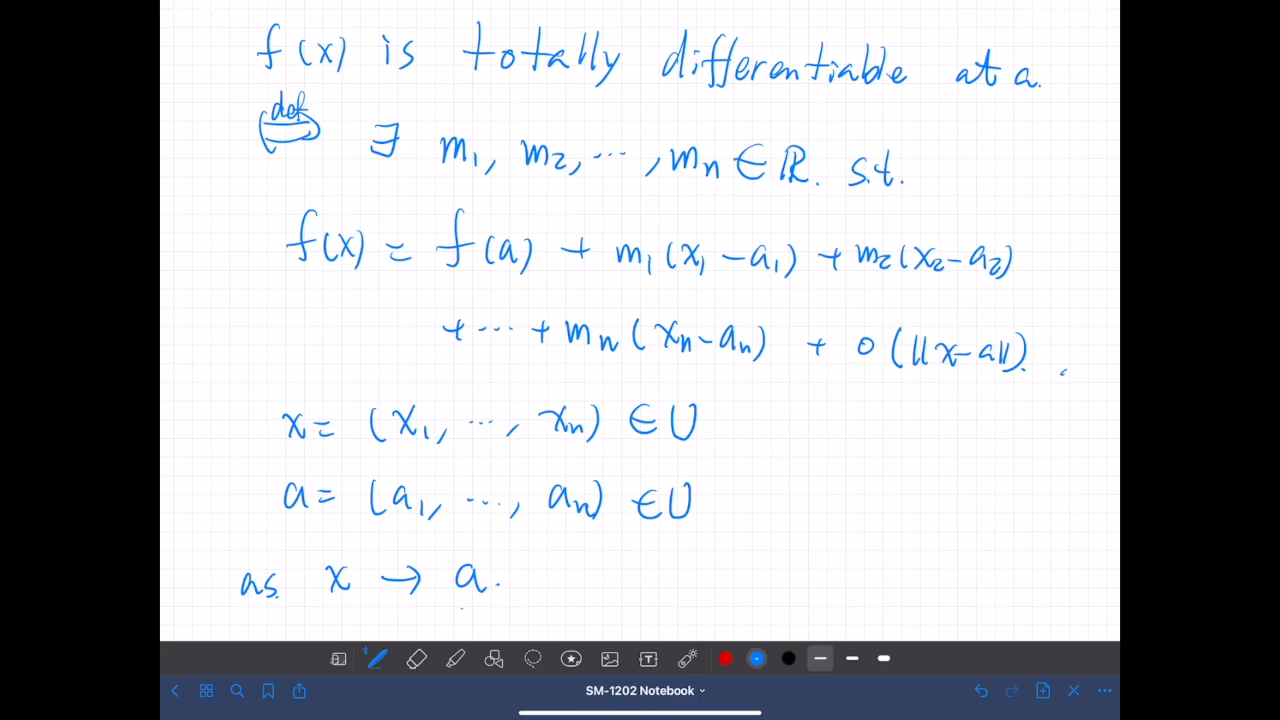 f(x) is totally differentiable at a.
def ⟺ ∃ m₁, m₂, ⋯, mₙ ∈ ℝ. s.t.
f(x) = f(a) + m₁(x₁ - a₁) + m₂(x₂ - a₂)
+ ⋯ + mₙ(xₙ - aₙ) + o(||x - a||).
x = (x₁, ⋯, xₙ) ∈ U
a = (a₁, ⋯, aₙ) ∈ U
as x → a.
SM-1202 Notebook